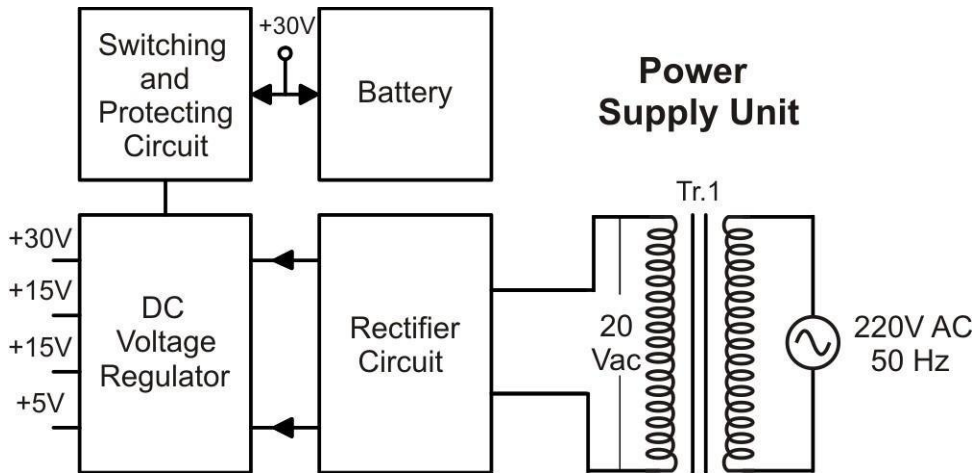 Switching
and
Protecting
Circuit
+30V
Battery
Power
Supply Unit
+30V
+15V
+15V
+5V
DC
Voltage
Regulator
Rectifier
Circuit
20
Vac
Tr.1
220V AC
50 Hz